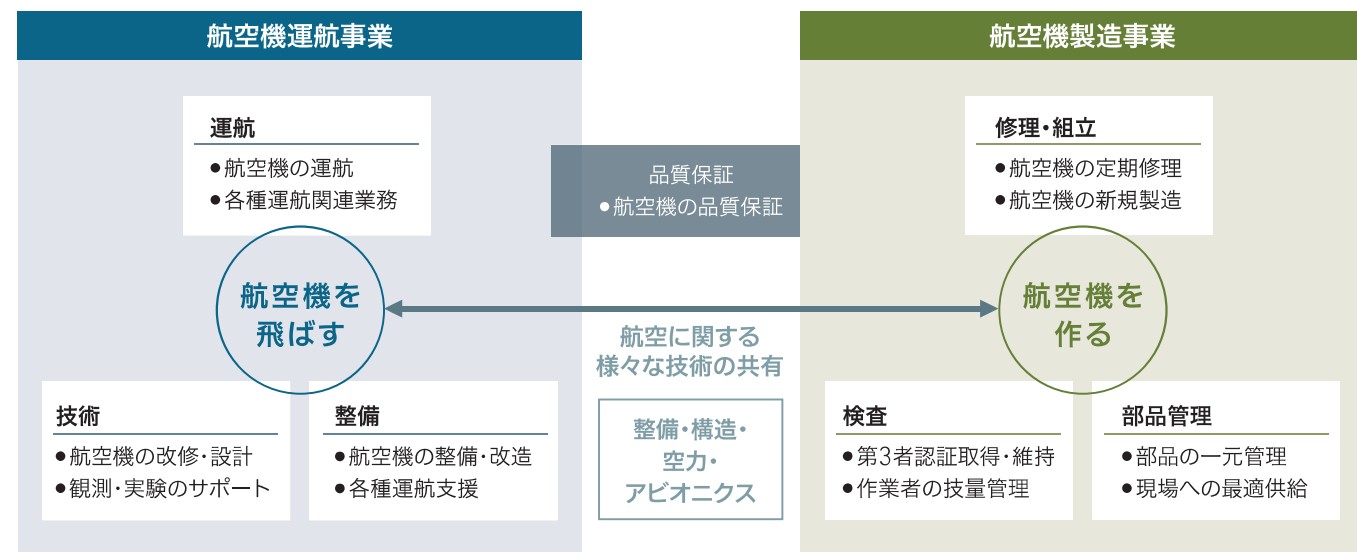 航空機運航事業
運航
●航空機の運航
●各種運航関連業務
航空機を
飛ばす
技術
●航空機の改修・設計
●観測・実験のサポート
整備
●航空機の整備・改造
●各種運航支援
品質保証
●航空機の品質保証
航空に関する
様々な技術の共有
整備・構造・
空力・
アビオニクス
航空機製造事業
修理・組立
●航空機の定期修理
●航空機の新規製造
航空機を
作る
検査
●第3者認証取得・維持
●作業者の技量管理
部品管理
●部品の一元管理
●現場への最適供給